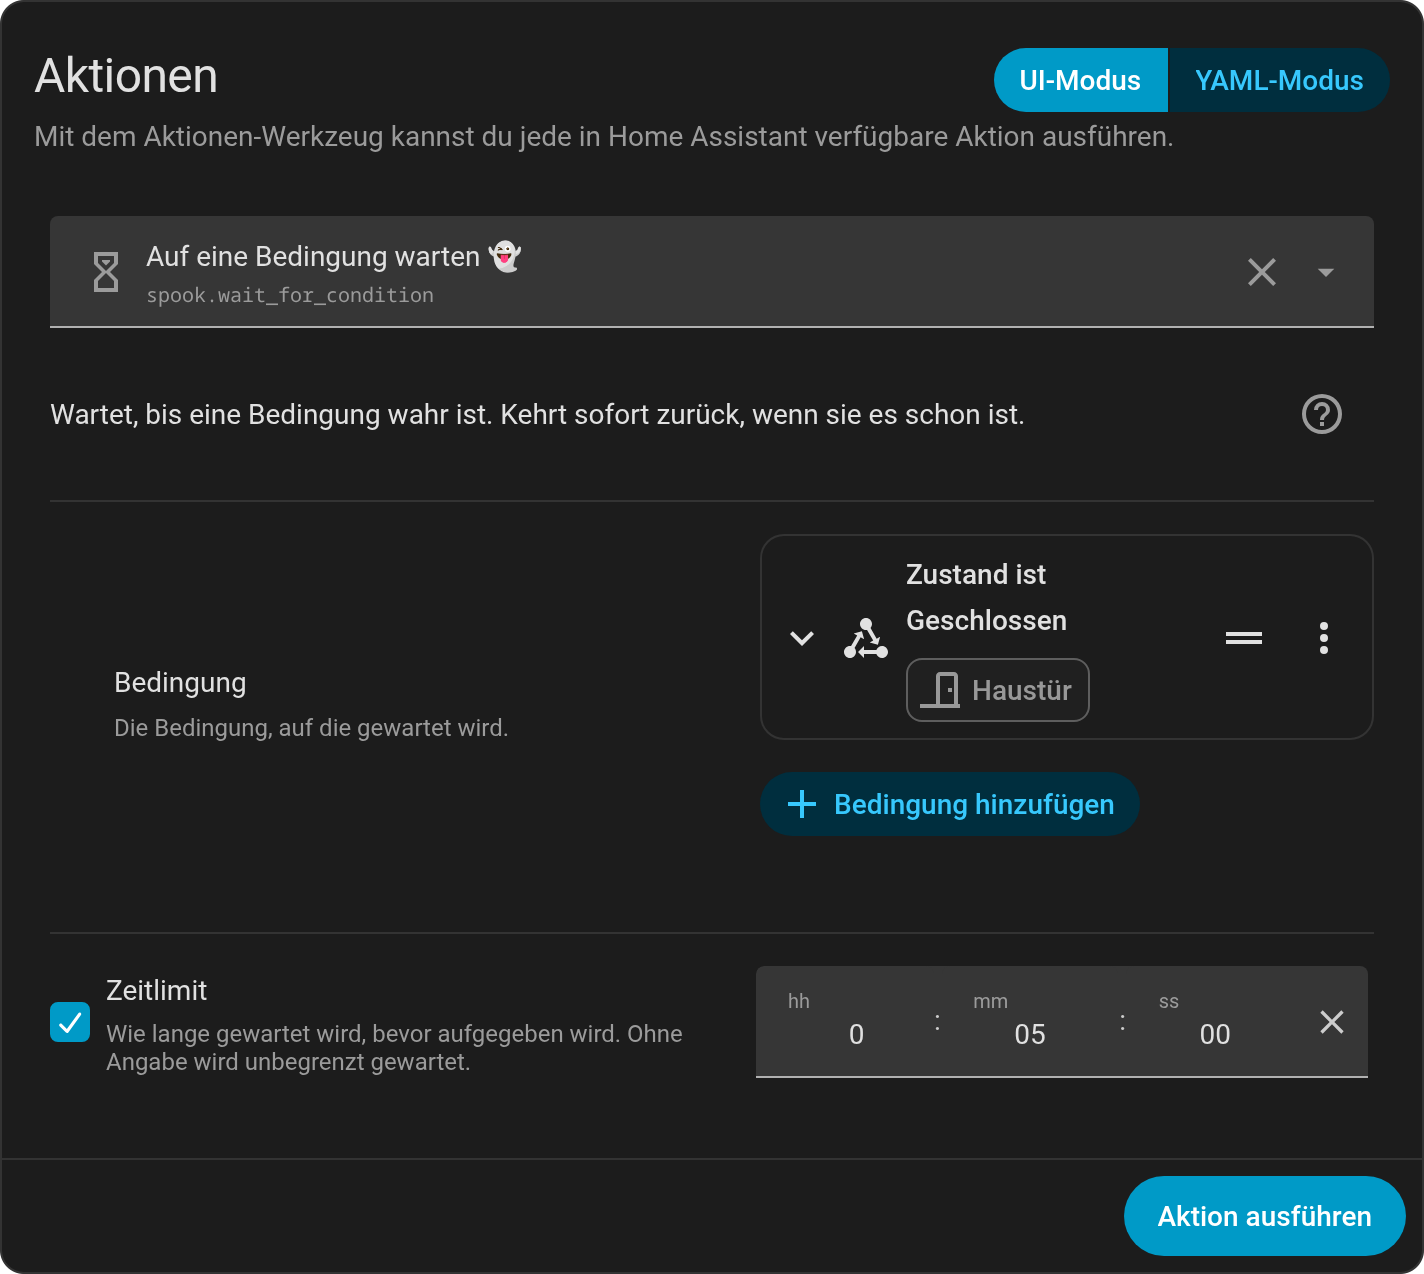 Aktionen
UI-Modus
YAML-Modus
Mit dem Aktionen-Werkzeug kannst du jede in Home Assistant verfügbare Aktion ausführen.
Auf eine Bedingung warten 👻
spook.wait_for_condition
Wartet, bis eine Bedingung wahr ist. Kehrt sofort zurück, wenn sie es schon ist.
Bedingung
Die Bedingung, auf die gewartet wird.
Zustand ist
Geschlossen
Haustür
Bedingung hinzufügen
Zeitlimit
Wie lange gewartet wird, bevor aufgegeben wird. Ohne
Angabe wird unbegrenzt gewartet.
hh mm ss
0 : 05 : 00
Aktion ausführen